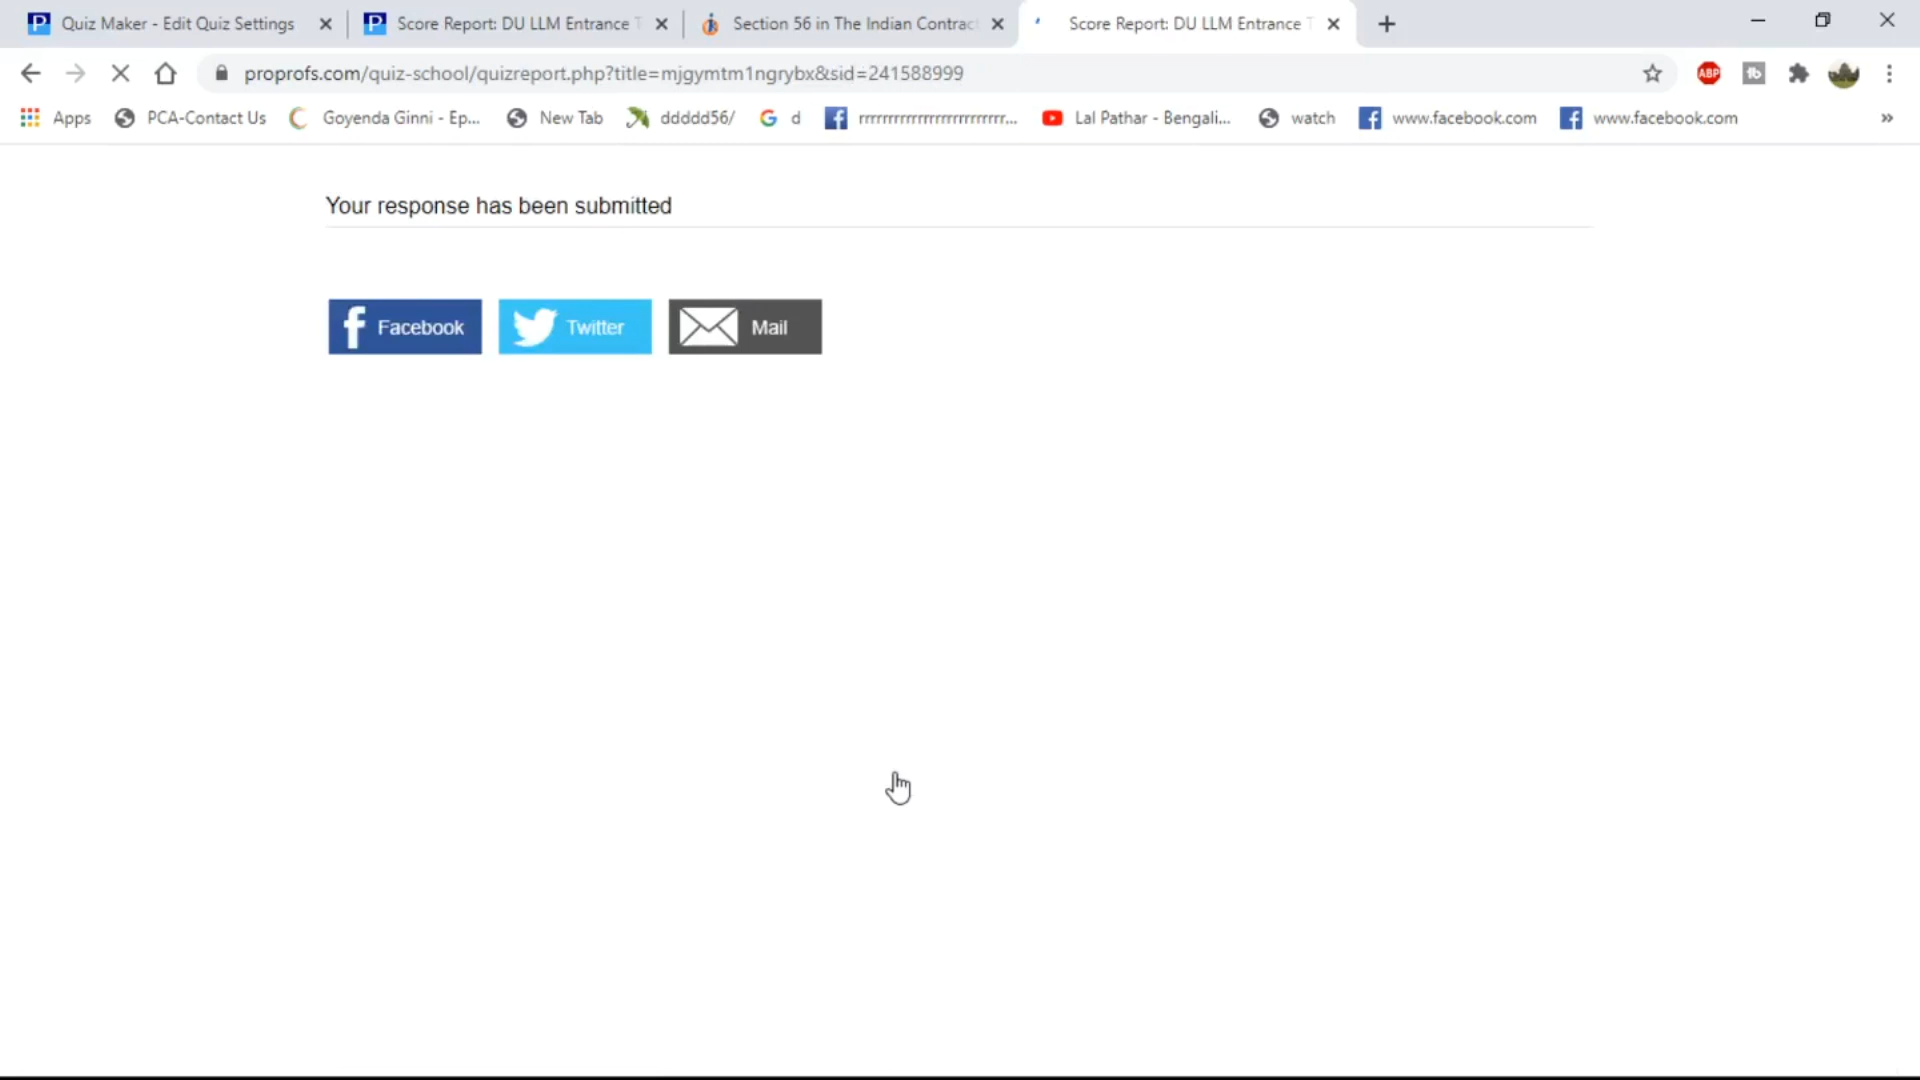 Quiz Maker - Edit Quiz Settings
Score Report: DU LLM Entrance T
Section 56 in The Indian Contrac
Score Report: DU LLM Entrance T
proprofs.com/quiz-school/quizreport.php?title=mjgymtm1ngrybx&sid=241588999
ABP
Apps
PCA-Contact Us
Goyenda Ginni - Ep...
New Tab
ddddd56/
d
rrrrrrrrrrrrrrrrrrrrrrr...
Lal Pathar - Bengali...
watch
www.facebook.com
www.facebook.com
»
Your response has been submitted
Facebook
Twitter
Mail